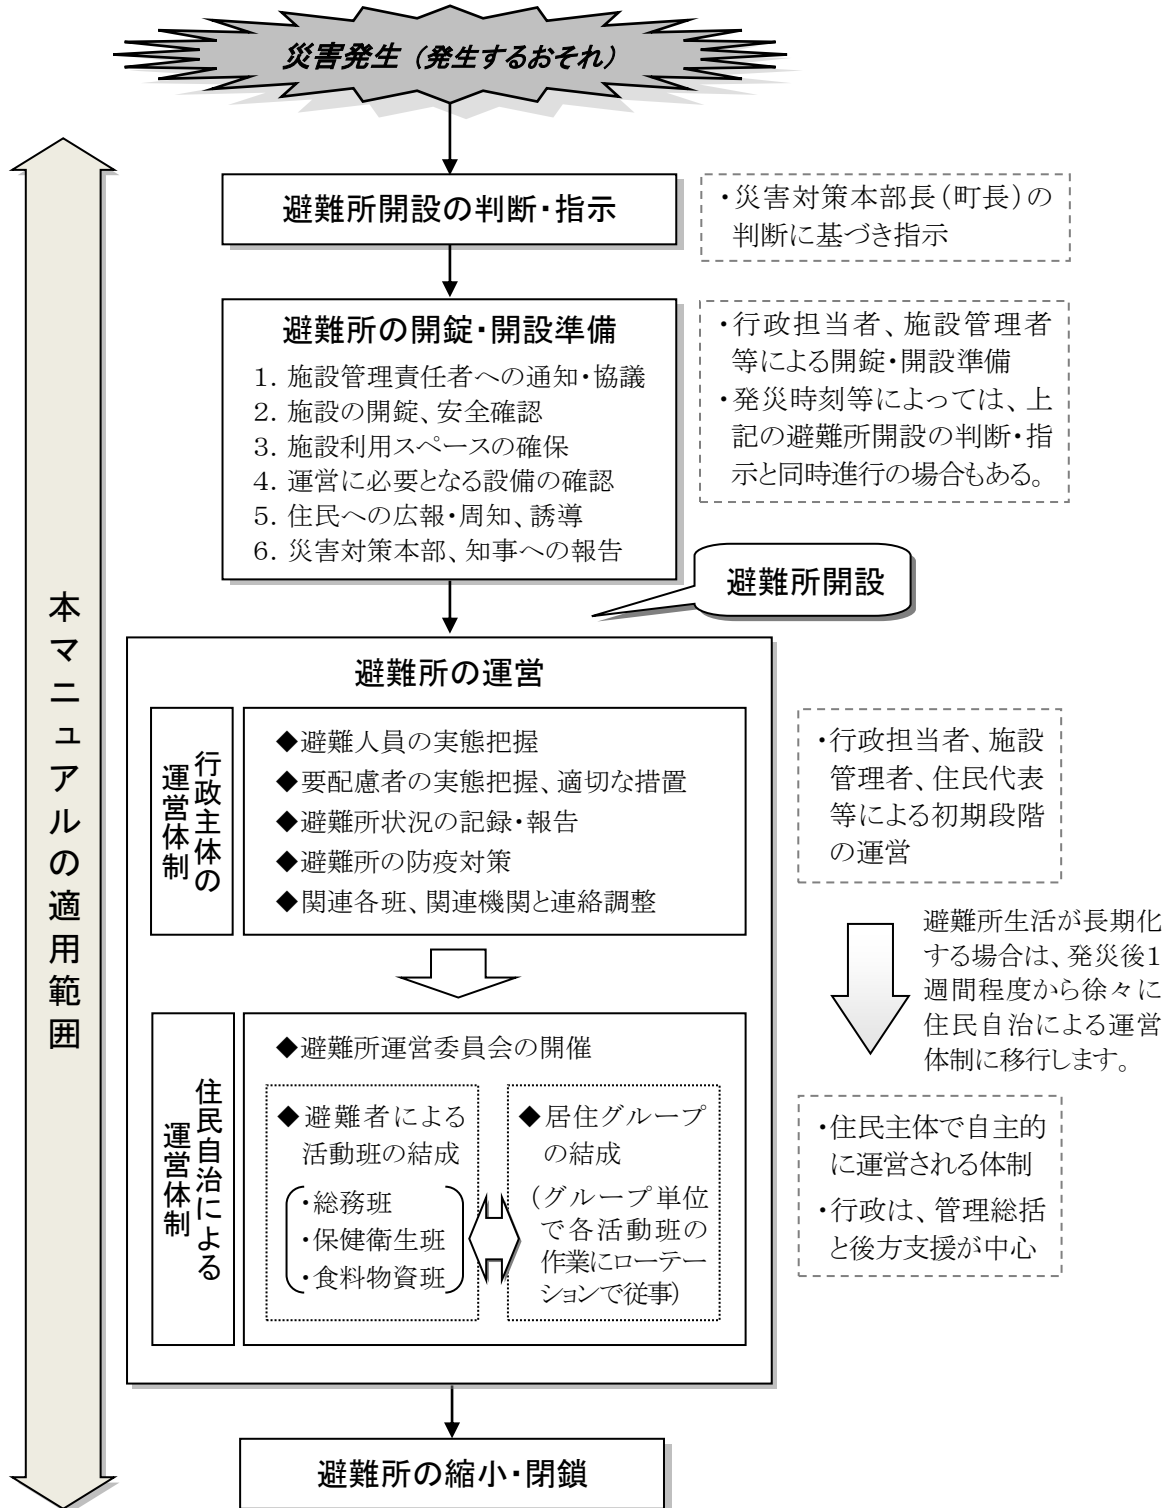 災害発生（発生するおそれ）
本マニュアルの適用範囲
避難所開設の判断・指示
・災害対策本部長(町長)の
判断に基づき指示
避難所の開錠・開設準備
1. 施設管理責任者への通知・協議
2. 施設の開錠、安全確認
3. 施設利用スペースの確保
4. 運営に必要となる設備の確認
5. 住民への広報・周知、誘導
6. 災害対策本部、知事への報告
・行政担当者、施設管理者
等による開錠・開設準備
・発災時刻等によっては、上
記の避難所開設の判断・指
示と同時進行の場合もある。
避難所開設
避難所の運営
行政主体の
運営体制
◆避難人員の実態把握
◆要配慮者の実態把握、適切な措置
◆避難所状況の記録・報告
◆避難所の防疫対策
◆関連各班、関連機関と連絡調整
・行政担当者、施設
管理者、住民代表
等による初期段階
の運営
避難所生活が長期化
する場合は、発災後1
週間程度から徐々に
住民自治による運営
体制に移行します。
住民自治による
運営体制
◆避難所運営委員会の開催
◆避難者による
活動班の結成
・総務班
・保健衛生班
・食料物資班
◆居住グループ
の結成
(グループ単位
で各活動班の
作業にローテー
ションで従事)
・住民主体で自主的
に運営される体制
・行政は、管理総括
と後方支援が中心
避難所の縮小・閉鎖